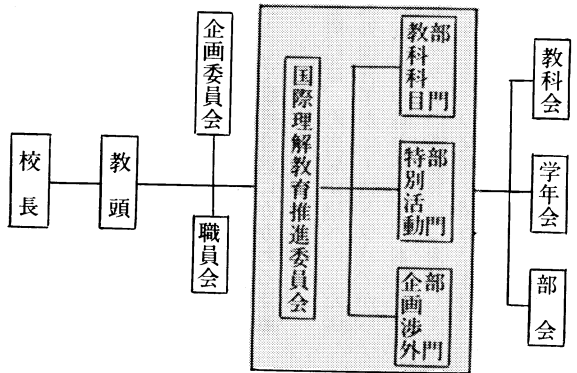 校長
教頭
企画委員会
職員会
国際理解教育推進委員会
教科科目部門
特別活動部門
企画渉外部門
教科会
学年会
部会